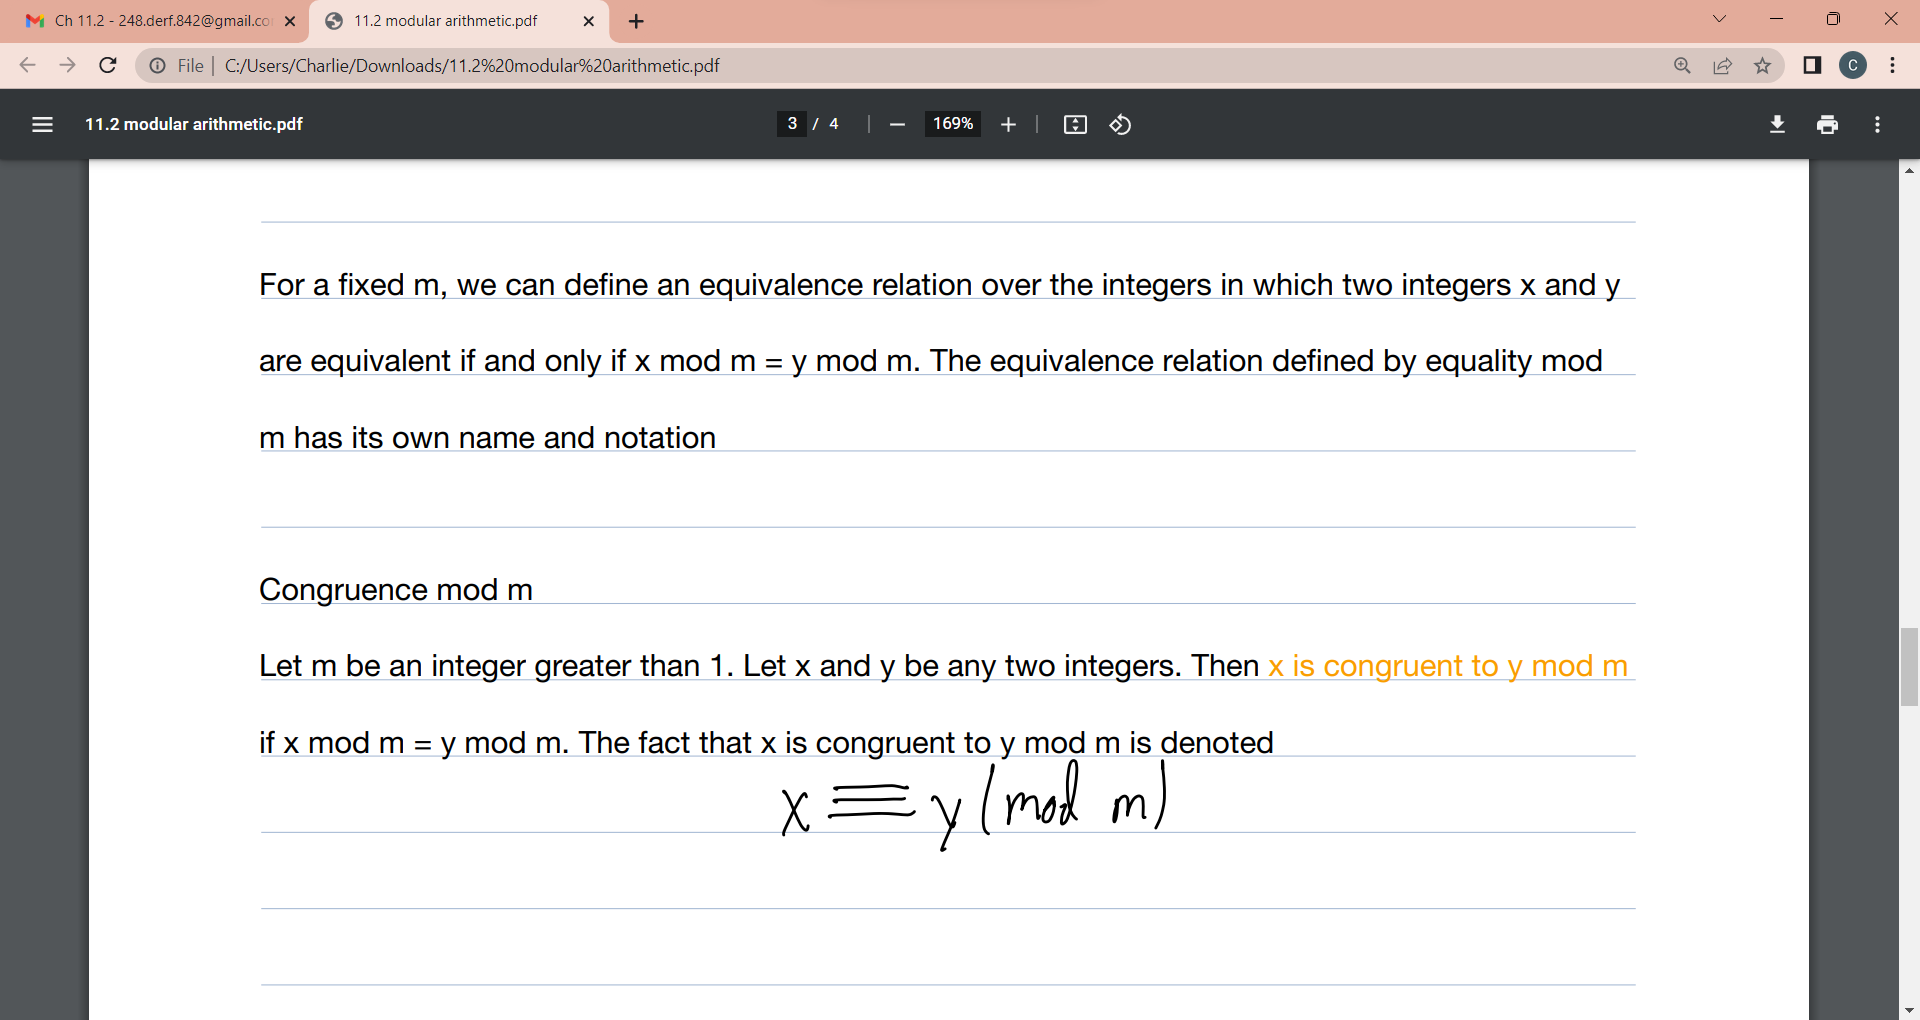 Ch 11.2 - 248.derf.842@gmail.co
11.2 modular arithmetic.pdf
File | C:/Users/Charlie/Downloads/11.2%20modular%20arithmetic.pdf
C
11.2 modular arithmetic.pdf
3 / 4 | − 169% + |
For a fixed m, we can define an equivalence relation over the integers in which two integers x and y
are equivalent if and only if x mod m = y mod m. The equivalence relation defined by equality mod
m has its own name and notation
Congruence mod m
Let m be an integer greater than 1. Let x and y be any two integers. Then x is congruent to y mod m
if x mod m = y mod m. The fact that x is congruent to y mod m is denoted
x ≡ y (mod m)